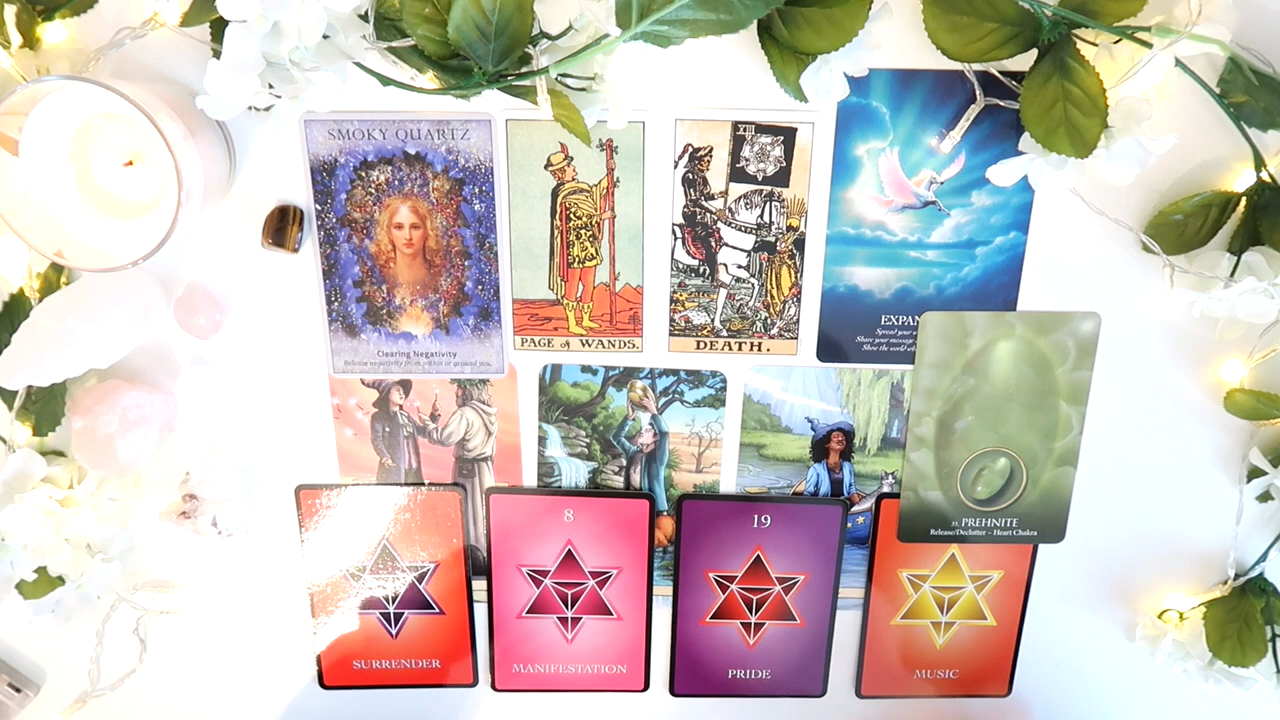 SMOKY QUARTZ
Clearing Negativity
Release negativity from within or around you.
PAGE of WANDS.
XIII
DEATH.
EXPAN
Spread your
Share your message
Show the world
33. PREHNITE
Release/Declutter – Heart Chakra
SURRENDER
8
MANIFESTATION
19
PRIDE
MUSIC